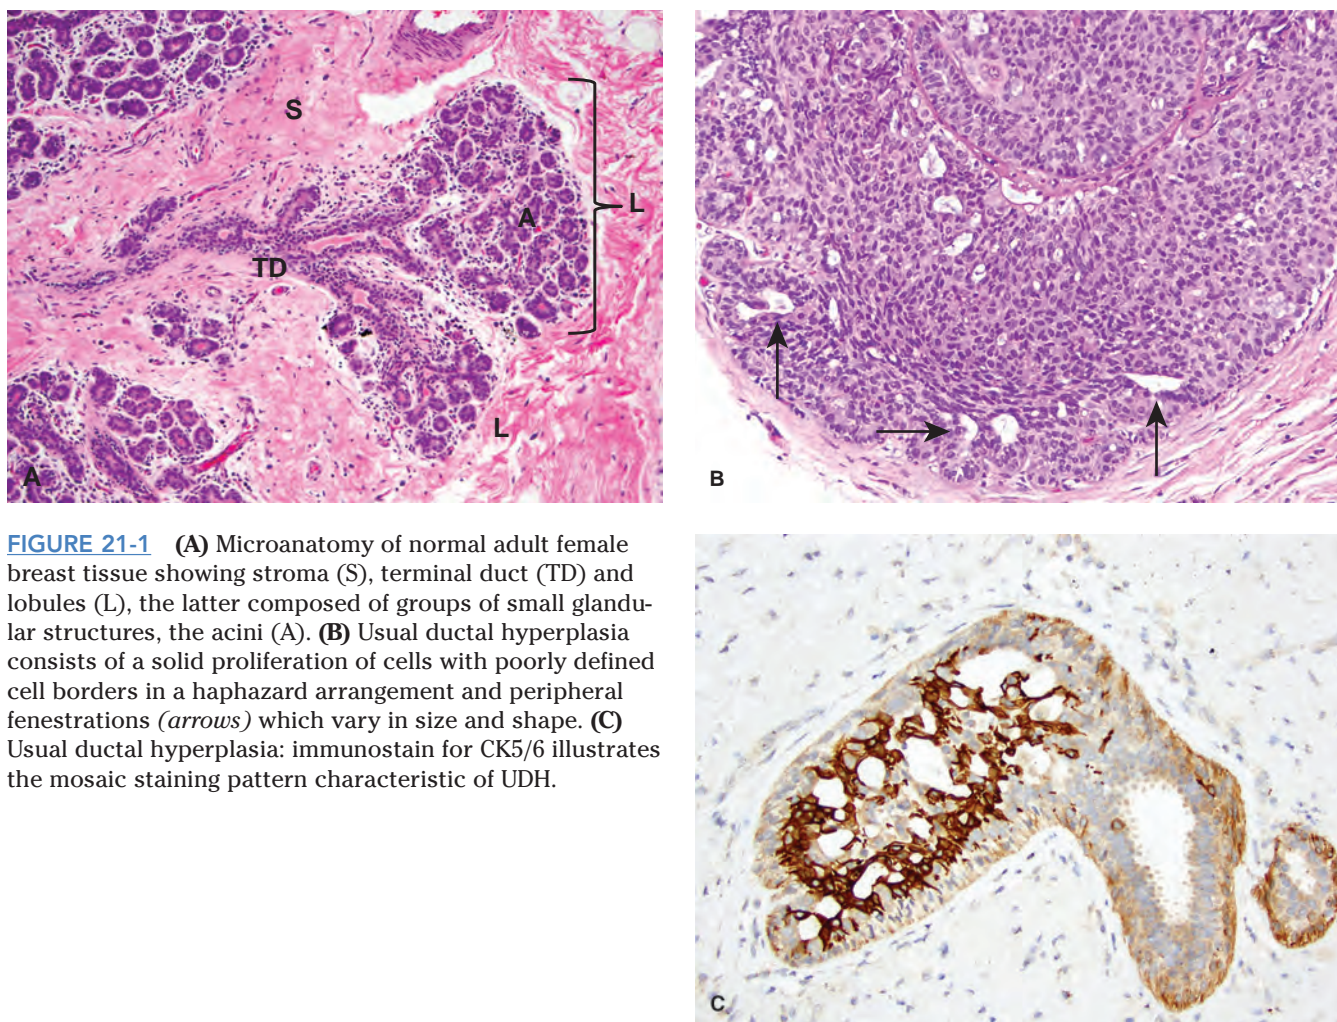 S
A
L
TD
L
A
B
FIGURE 21-1 (A) Microanatomy of normal adult female
breast tissue showing stroma (S), terminal duct (TD) and
lobules (L), the latter composed of groups of small glandu-
lar structures, the acini (A). (B) Usual ductal hyperplasia
consists of a solid proliferation of cells with poorly defined
cell borders in a haphazard arrangement and peripheral
fenestrations (arrows) which vary in size and shape. (C)
Usual ductal hyperplasia: immunostain for CK5/6 illustrates
the mosaic staining pattern characteristic of UDH.
C